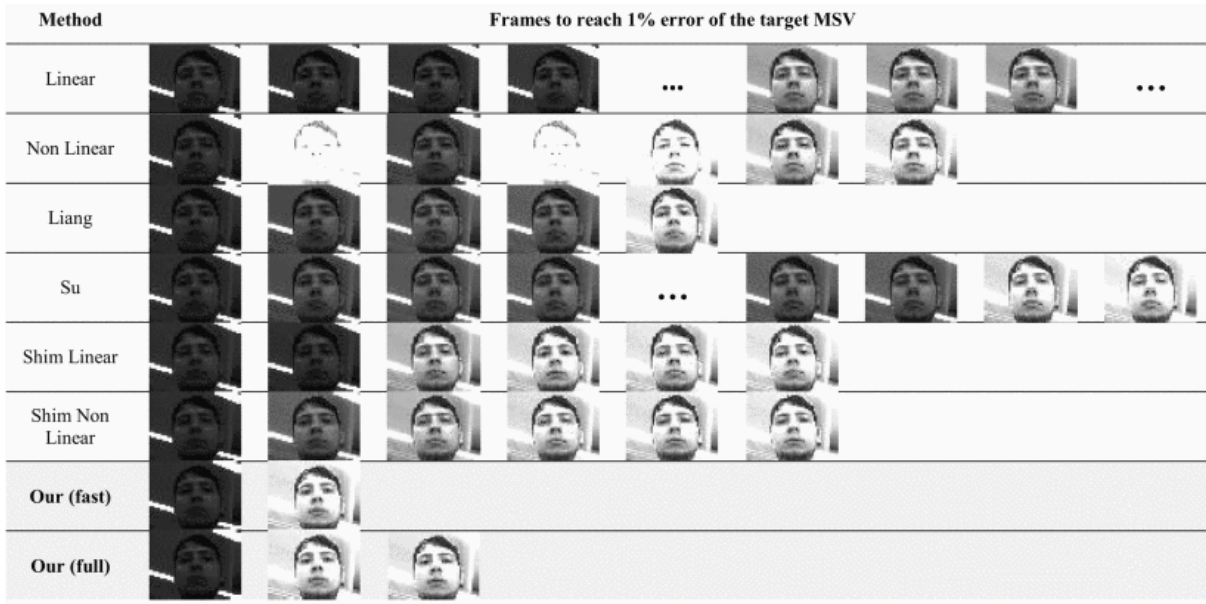 Method Frames to reach 1% error of the target MSV
Linear ... ...
Non Linear
Liang
Su ...
Shim Linear
Shim Non
Linear
Our (fast)
Our (full)